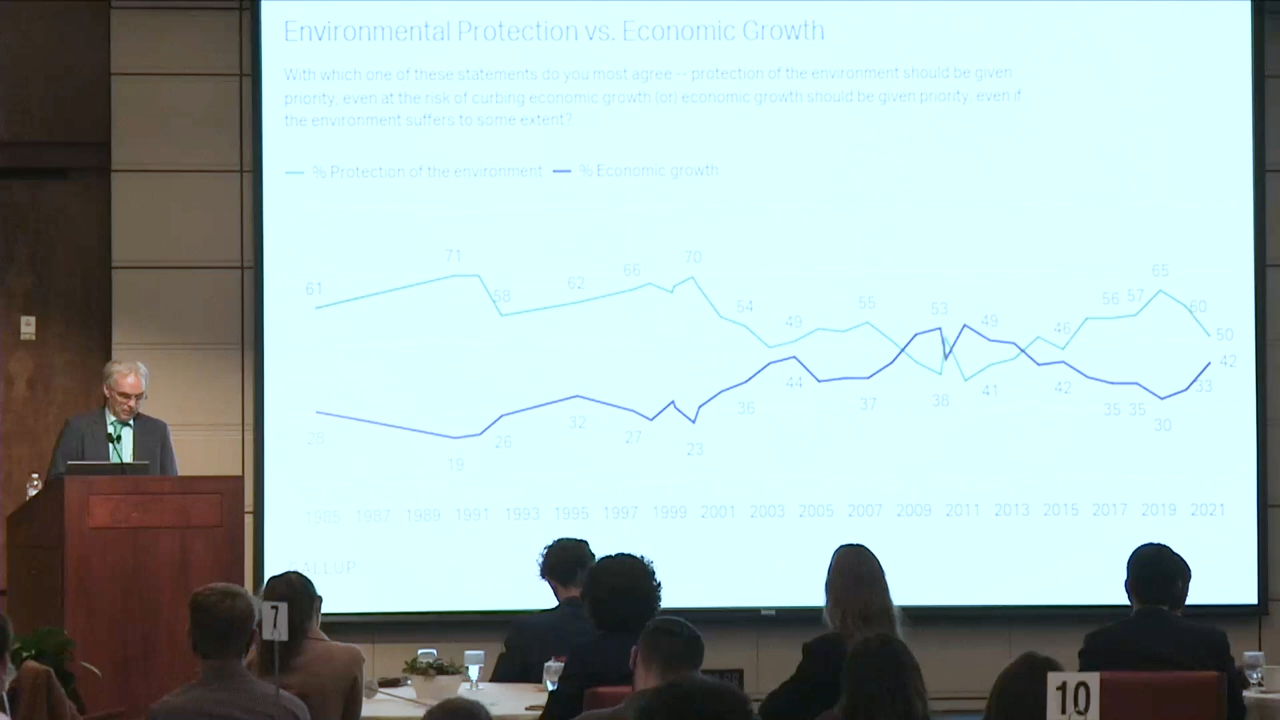 Environmental Protection vs. Economic Growth
With which one of these statements do you most agree -- protection of the environment should be given
priority, even at the risk of curbing economic growth (or) economic growth should be given priority, even if
the environment suffers to some extent?
% Protection of the environment % Economic growth
61 71 58 62 66 70 54 49 55 53 49 46 56 57 65 60 50
28 19 26 32 27 23 36 44 37 38 41 42 35 35 30 33 42
1985 1987 1989 1991 1993 1995 1997 1999 2001 2003 2005 2007 2009 2011 2013 2015 2017 2019 2021
GALLUP
7
10